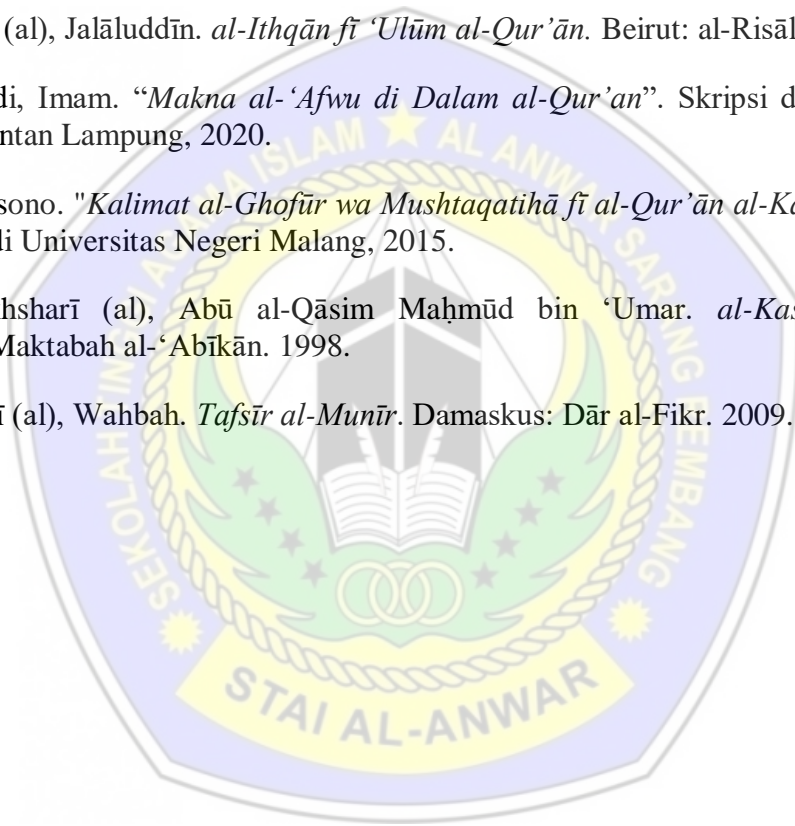 (al), Jalāluddīn. al-Ithqān fī ‘Ulūm al-Qur’ān. Beirut: al-Risāl
di, Imam. “Makna al-‘Afwu di Dalam al-Qur’an”. Skripsi d
ntan Lampung, 2020.
sono. "Kalimat al-Ghofūr wa Mushtaqatihā fī al-Qur’ān al-Ka
di Universitas Negeri Malang, 2015.
hsharī (al), Abū al-Qāsim Maḥmūd bin ‘Umar. al-Kas
Maktabah al-‘Abīkān. 1998.
ī (al), Wahbah. Tafsīr al-Munīr. Damaskus: Dār al-Fikr. 2009.
SEKOLAH TINGGI AGAMA ISLAM AL ANWAR SARANG REMBANG
STAI AL-ANWAR